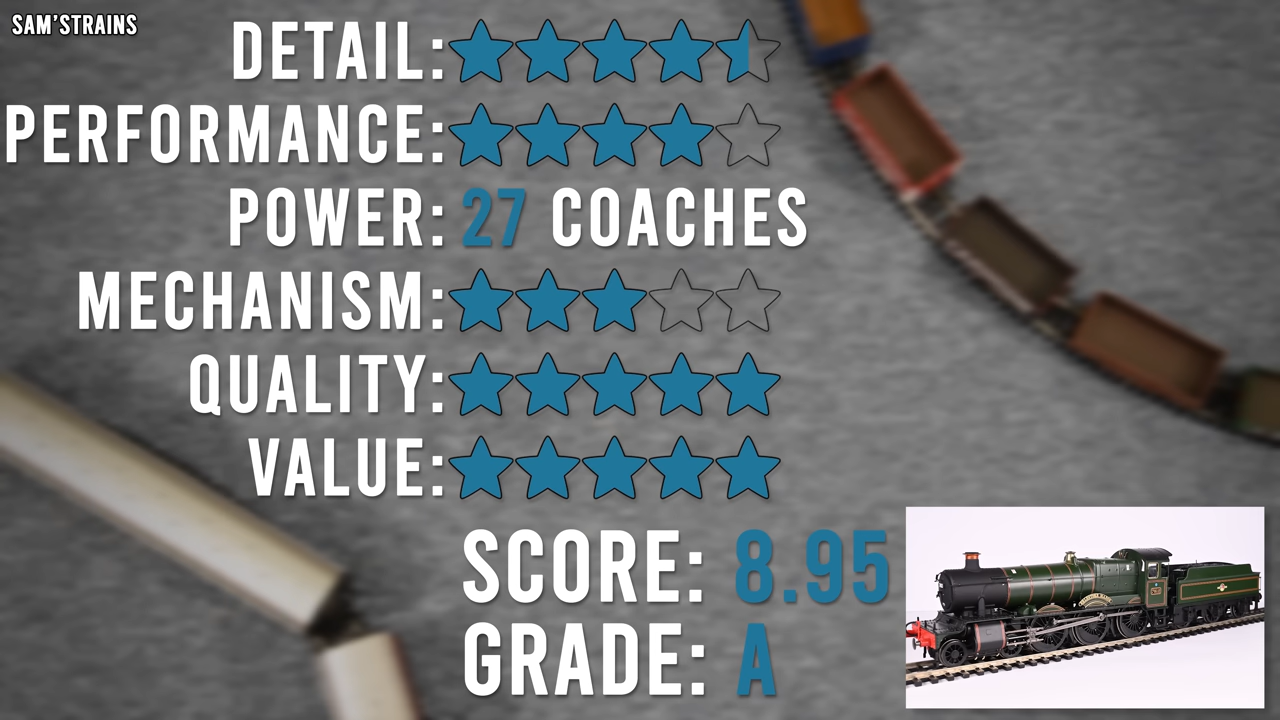 SAM'STRAINS
DETAIL:
PERFORMANCE:
POWER: 27 COACHES
MECHANISM:
QUALITY:
VALUE:
SCORE: 8.95
GRADE: A